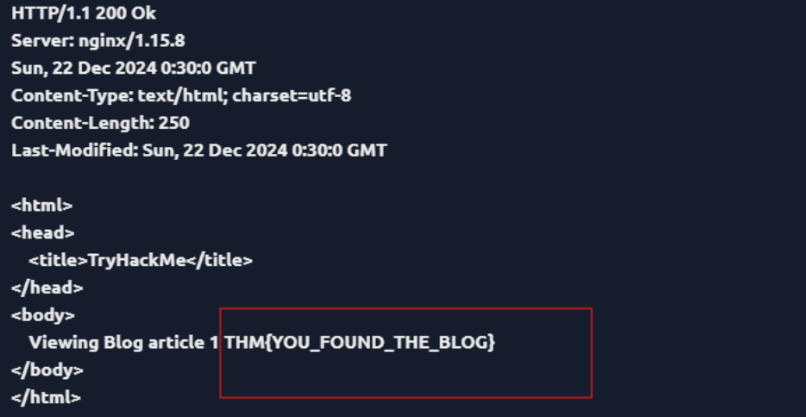 HTTP/1.1 200 Ok
Server: nginx/1.15.8
Sun, 22 Dec 2024 0:30:0 GMT
Content-Type: text/html; charset=utf-8
Content-Length: 250
Last-Modified: Sun, 22 Dec 2024 0:30:0 GMT
<html>
<head>
<title>TryHackMe</title>
</head>
<body>
Viewing Blog article 1 THM{YOU_FOUND_THE_BLOG}
</body>
</html>